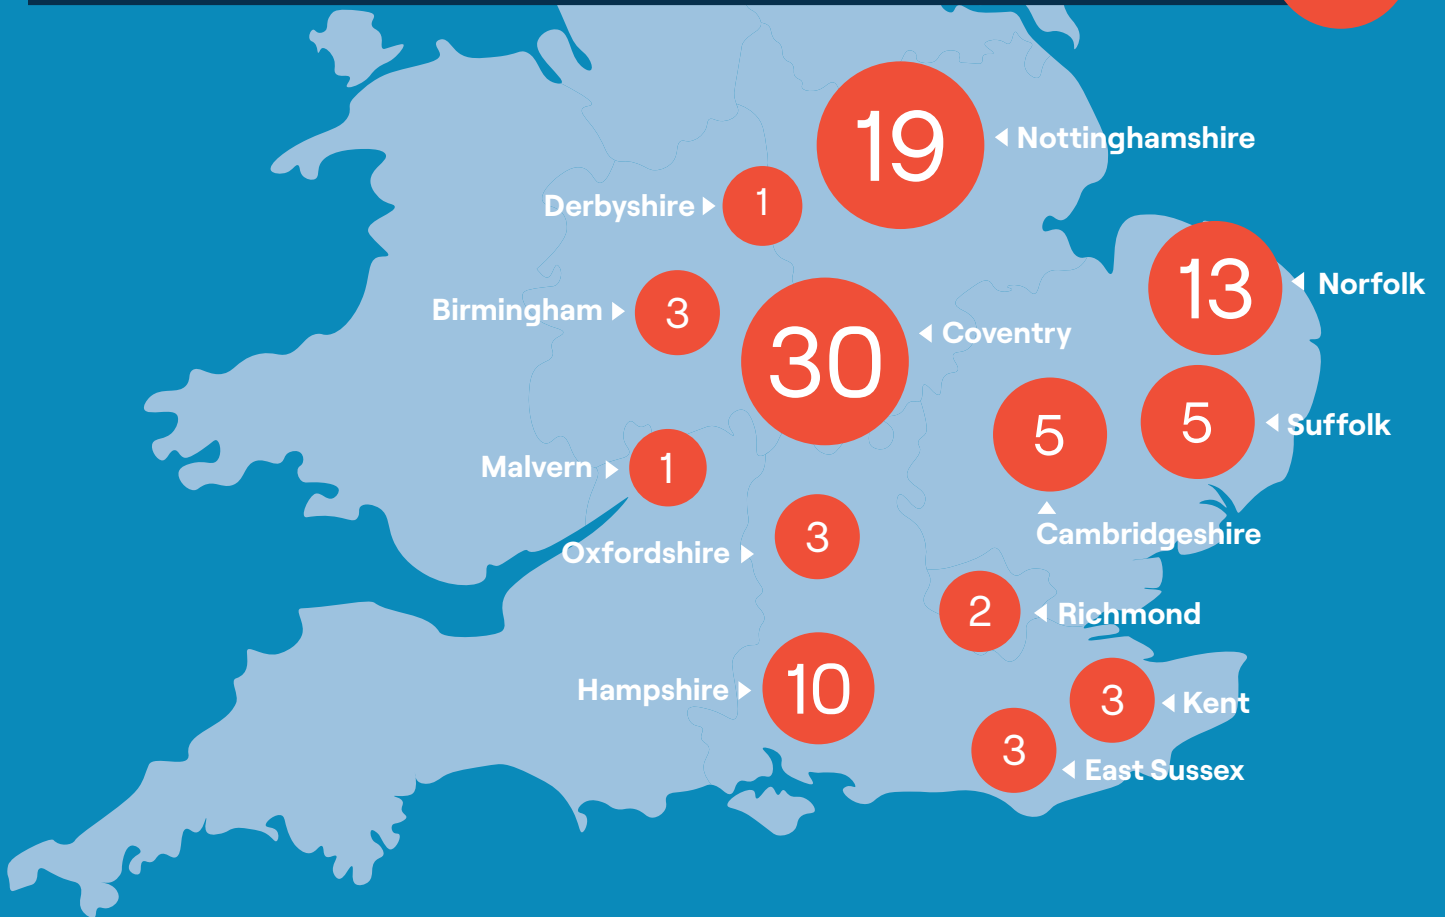 19
Nottinghamshire
Derbyshire
1
13
Norfolk
Birmingham
3
30
Coventry
5
Cambridgeshire
5
Suffolk
Malvern
1
Oxfordshire
3
2
Richmond
Hampshire
10
3
Kent
3
East Sussex